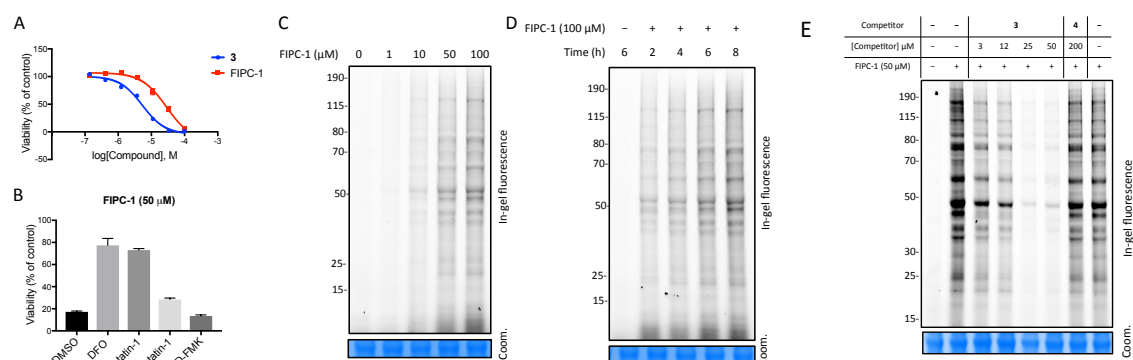 A
Viability (% of control)
150
100
50
0
-50
-7
-6
-5
-4
-3
log[Compound], M
3
FIPC-1
B
FIPC-1 (50 μM)
Viability (% of control)
100
80
60
40
20
0
DMSO
DFO
C
FIPC-1 (μM)
0 1 10 50 100
190-
115-
80-
70-
50-
25-
15-
In-gel fluorescence
Coom.
D
FIPC-1 (100 μM) – + + + +
Time (h) 6 2 4 6 8
190-
115-
80-
70-
50-
25-
15-
In-gel fluorescence
E
Competitor – – 3 4 –
[Competitor] μM – – 3 12 25 50 200 –
FIPC-1 (50 μM) – + + + + + + +
190-
115-
80-
70-
50-
30-
25-
15-
In-gel fluorescence
Coom.